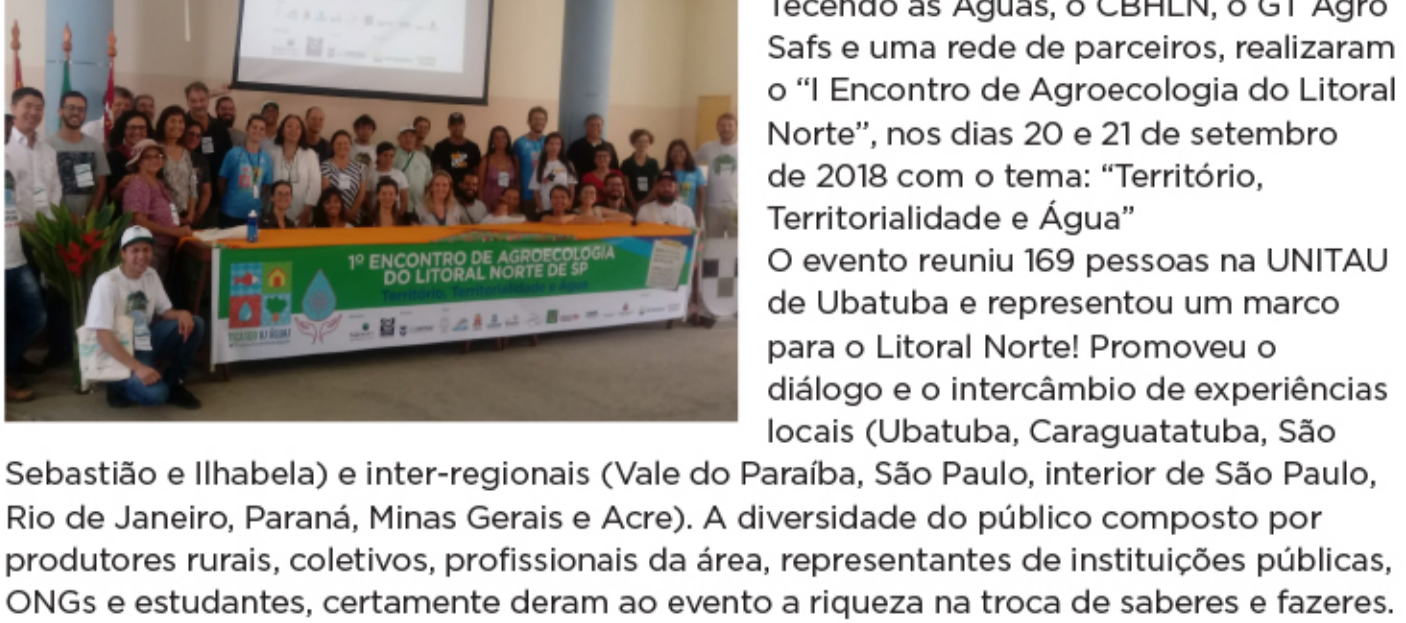 1º ENCONTRO DE AGROECOLOGIA
DO LITORAL NORTE DE SP
Território, Territorialidade e Água
TECENDO AS ÁGUAS
Tecendo as Águas, o CBHLN, o GT Agro
Safs e uma rede de parceiros, realizaram
o “I Encontro de Agroecologia do Litoral
Norte”, nos dias 20 e 21 de setembro
de 2018 com o tema: “Território,
Territorialidade e Água”
O evento reuniu 169 pessoas na UNITAU
de Ubatuba e representou um marco
para o Litoral Norte! Promoveu o
diálogo e o intercâmbio de experiências
locais (Ubatuba, Caraguatatuba, São
Sebastião e Ilhabela) e inter-regionais (Vale do Paraíba, São Paulo, interior de São Paulo,
Rio de Janeiro, Paraná, Minas Gerais e Acre). A diversidade do público composto por
produtores rurais, coletivos, profissionais da área, representantes de instituições públicas,
ONGs e estudantes, certamente deram ao evento a riqueza na troca de saberes e fazeres.